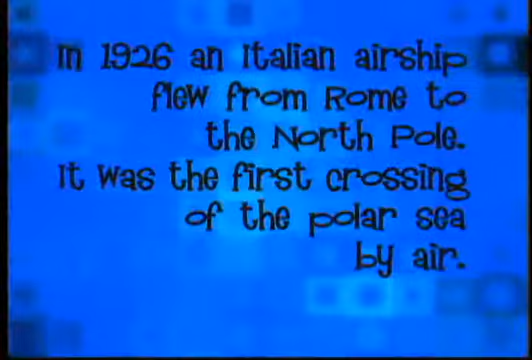 In 1926 an Italian airship
flew from Rome to
the North Pole.
It was the first crossing
of the polar sea
by air.